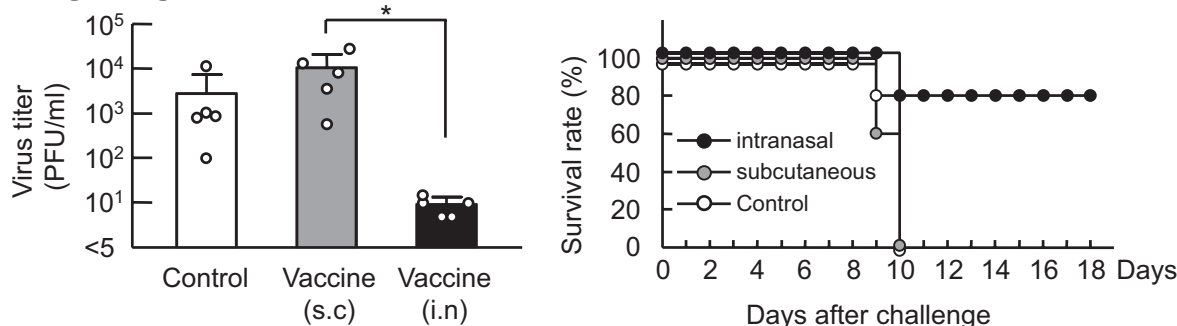 *
10⁵
10⁴
10³
10²
10¹
<5
Virus titer
(PFU/ml)
Control
Vaccine
(s.c)
Vaccine
(i.n)
100
80
60
40
20
0
Survival rate (%)
intranasal
subcutaneous
Control
0 2 4 6 8 10 12 14 16 18 Days
Days after challenge